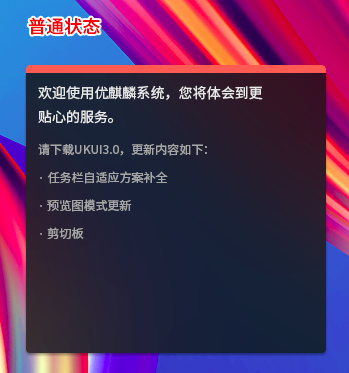 普通状态
欢迎使用优麒麟系统，您将体会到更
贴心的服务。
请下载UKUI3.0，更新内容如下：
· 任务栏自适应方案补全
· 预览图模式更新
· 剪切板